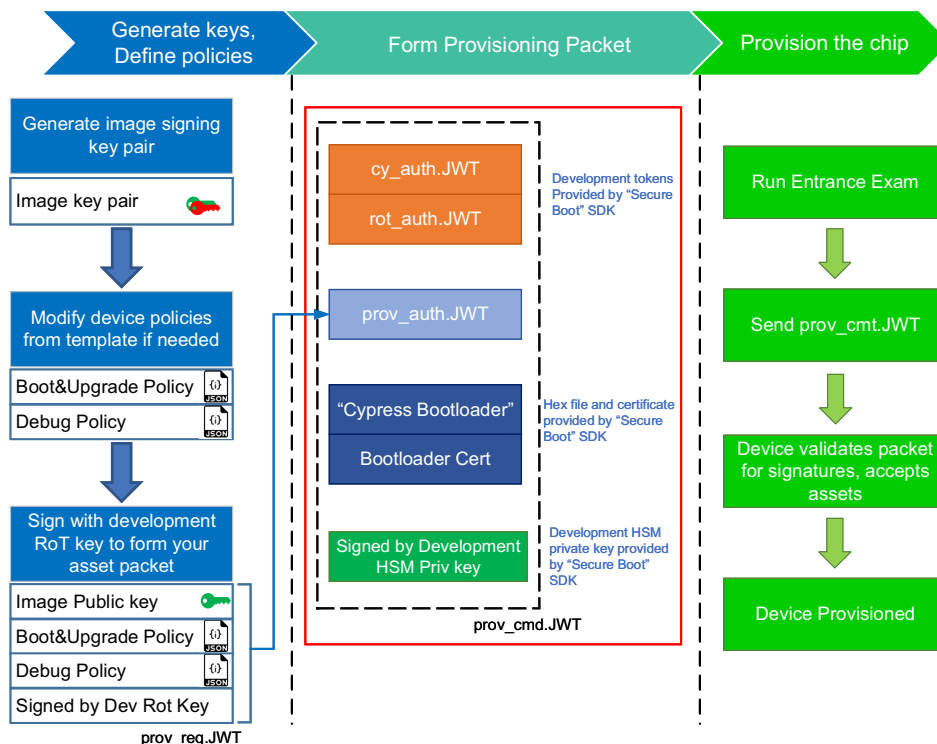 Generate keys,
Define policies
Form Provisioning Packet
Provision the chip
Generate image signing
key pair
Image key pair
Modify device policies
from template if needed
Boot&Upgrade Policy
{i}
JSON
Debug Policy
{i}
JSON
Sign with development
RoT key to form your
asset packet
Image Public key
Boot&Upgrade Policy
{i}
JSON
Debug Policy
{i}
JSON
Signed by Dev Rot Key
prov_req.JWT
cy_auth.JWT
rot_auth.JWT
Development tokens
Provided by “Secure
Boot” SDK
prov_auth.JWT
“Cypress Bootloader”
Bootloader Cert
Hex file and certificate
provided by “Secure
Boot” SDK
Signed by Development
HSM Priv key
Development HSM
private key provided
by “Secure Boot”
SDK
prov_cmd.JWT
Run Entrance Exam
Send prov_cmt.JWT
Device validates packet
for signatures, accepts
assets
Device Provisioned